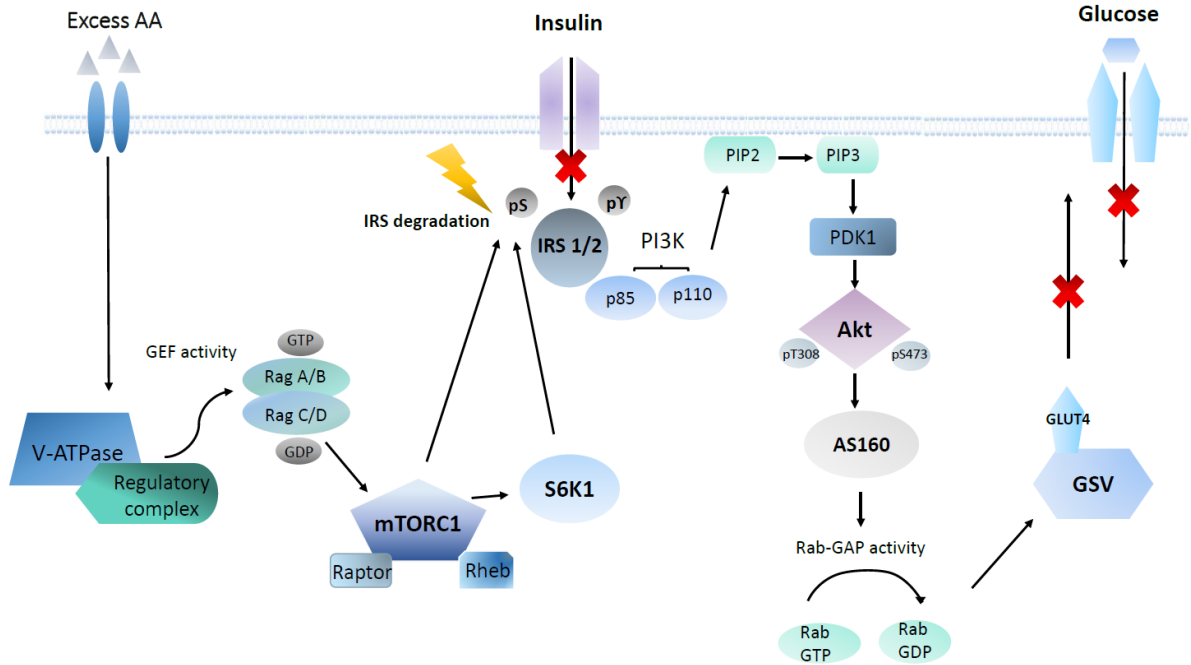 Excess AA
Insulin
Glucose
PIP2
PIP3
IRS degradation
pS
pϒ
IRS 1/2
PI3K
p85
p110
PDK1
Akt
pT308
pS473
GEF activity
GTP
Rag A/B
Rag C/D
GDP
V-ATPase
Regulatory
complex
mTORC1
Raptor
Rheb
S6K1
AS160
Rab-GAP activity
Rab
GTP
Rab
GDP
GLUT4
GSV